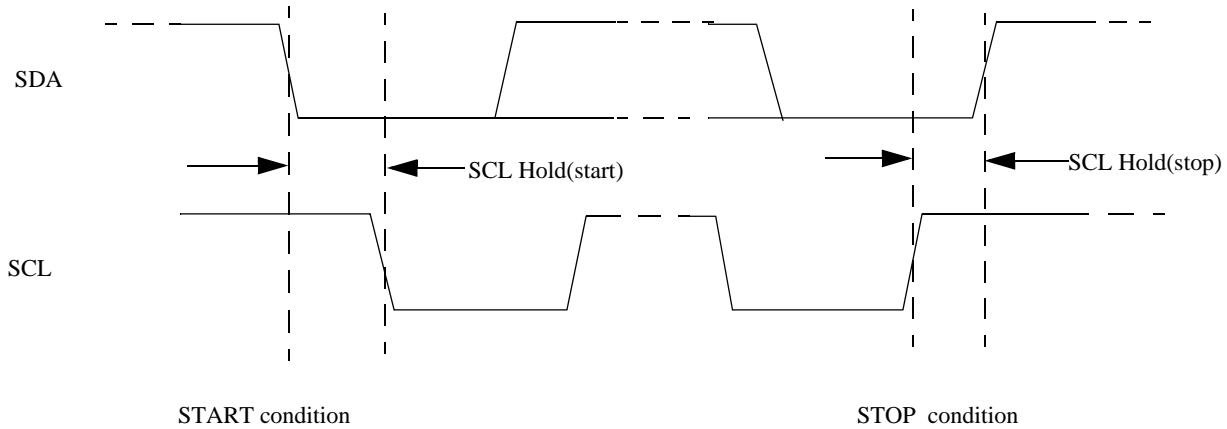 SDA
SCL Hold(start)
SCL Hold(stop)
SCL
START condition
STOP condition